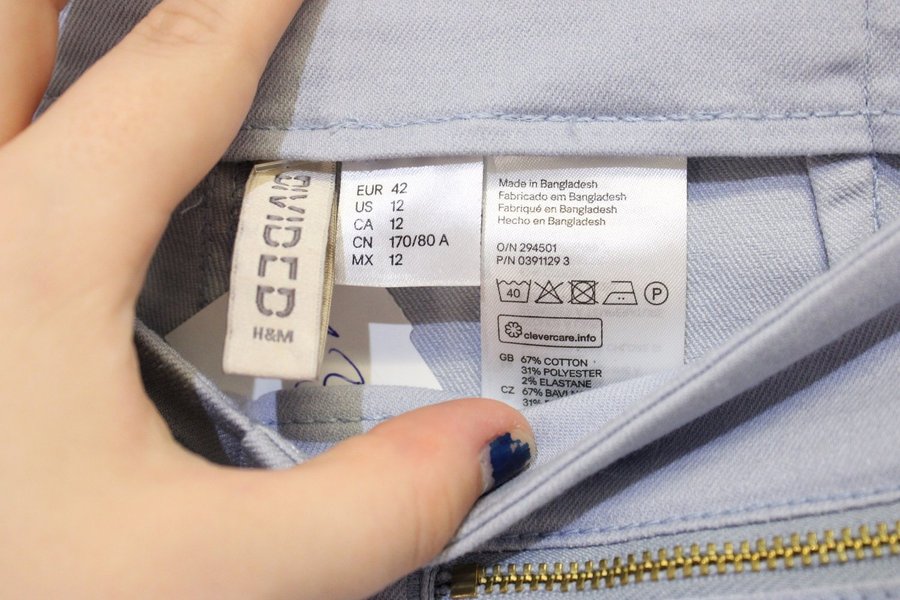 DIVIDED
H&M
EUR 42
US 12
CA 12
CN 170/80 A
MX 12
Made in Bangladesh
Fabricado em Bangladesh
Fabriqué en Bangladesh
Hecho en Bangladesh
O/N 294501
P/N 0391129 3
40
P
clevercare.info
GB 67% COTTON
31% POLYESTER
2% ELASTANE
CZ 67%
31%